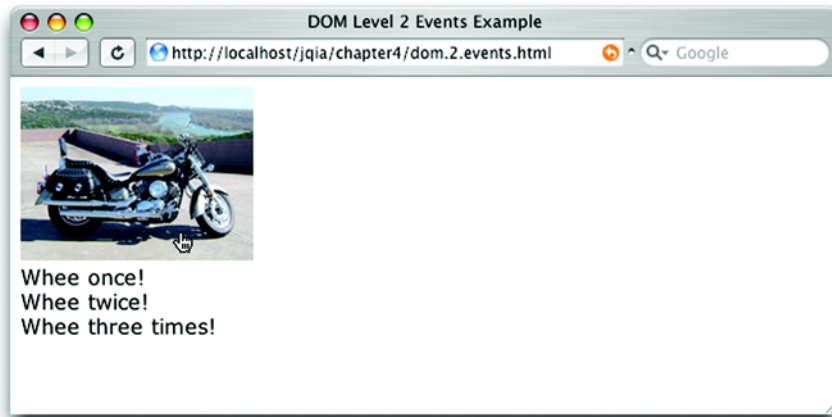 DOM Level 2 Events Example
http://localhost/jqia/chapter4/dom.2.events.html
Google
Whee once!
Whee twice!
Whee three times!